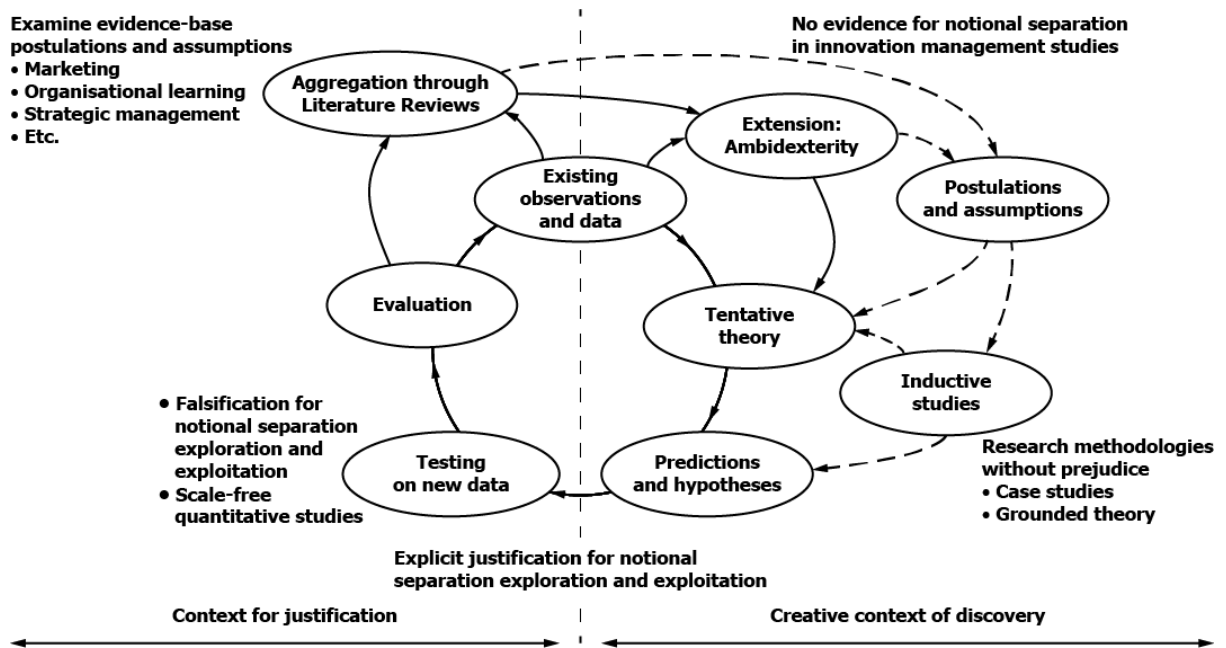 Examine evidence-base
postulations and assumptions
• Marketing
• Organisational learning
• Strategic management
• Etc.
No evidence for notional separation
in innovation management studies
Aggregation through
Literature Reviews
Extension:
Ambidexterity
Existing
observations
and data
Postulations
and assumptions
Evaluation
Tentative
theory
Inductive
studies
• Falsification for
notional separation
exploration and
exploitation
• Scale-free
quantitative studies
Testing
on new data
Predictions
and hypotheses
Research methodologies
without prejudice
• Case studies
• Grounded theory
Explicit justification for notional
separation exploration and exploitation
Context for justification
Creative context of discovery